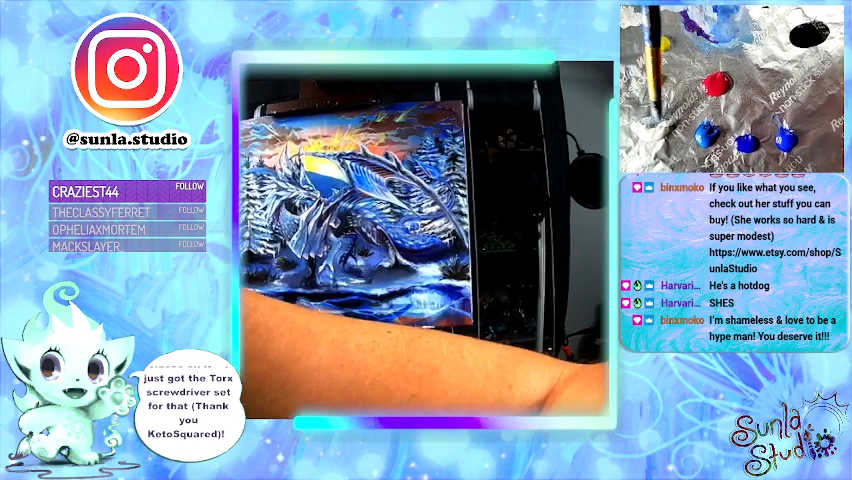 @sunla.studio
CRAZIEST44 FOLLOW
THECLASSYFERRET FOLLOW
OPHELIAXMORTEM FOLLOW
MACKSLAYER_ FOLLOW
just got the Torx
screwdriver set
for that (Thank
you
KetoSquared)!
binxmoko If you like what you see,
check out her stuff you can
buy! (She works so hard & is
super modest)
https://www.etsy.com/shop/S
unlaStudio
Harvari... He's a hotdog
Harvari... SHES
binxmoko I'm shameless & love to be a
hype man! You deserve it!!!
Sunla
Studio